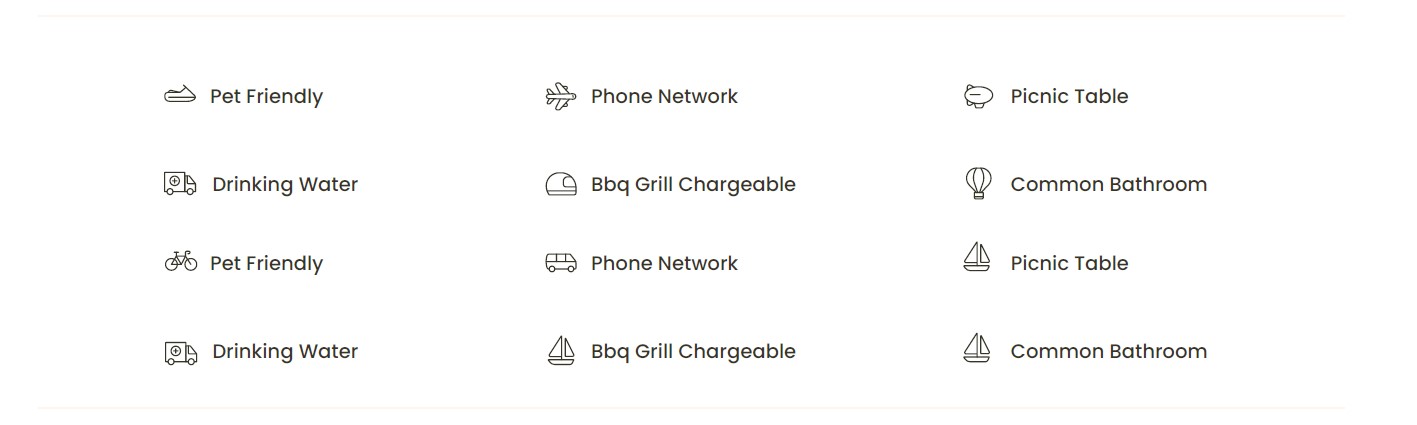 Pet Friendly
Phone Network
Picnic Table
Drinking Water
Bbq Grill Chargeable
Common Bathroom
Pet Friendly
Phone Network
Picnic Table
Drinking Water
Bbq Grill Chargeable
Common Bathroom